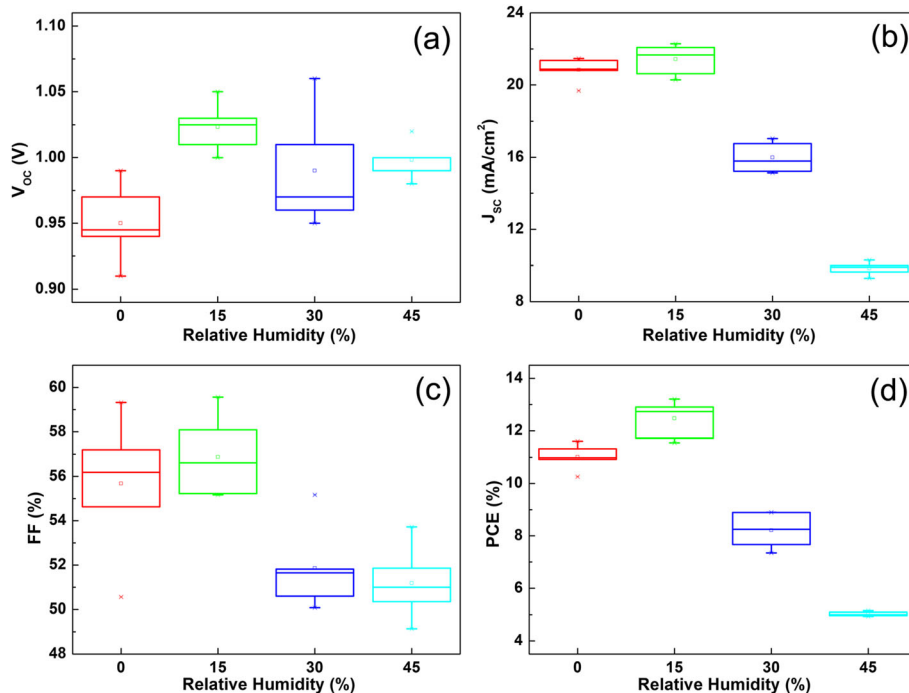 (a)
1.10
1.05
1.00
0.95
0.90
V_OC (V)
0 15 30 45
Relative Humidity (%)
(b)
24
20
16
12
8
J_SC (mA/cm²)
0 15 30 45
Relative Humidity (%)
(c)
60
58
56
54
52
50
48
FF (%)
0 15 30 45
Relative Humidity (%)
(d)
14
12
10
8
6
4
PCE (%)
0 15 30 45
Relative Humidity (%)